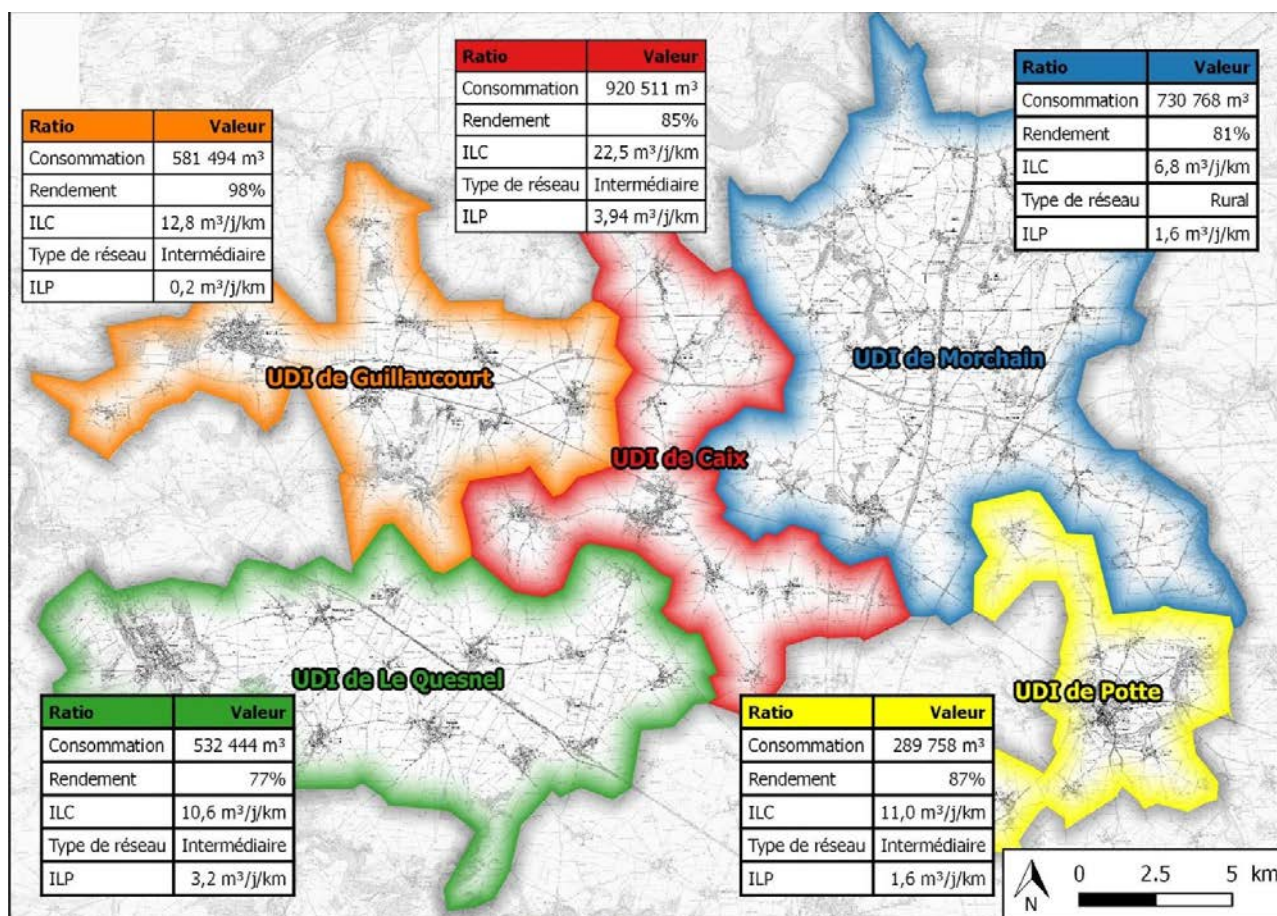 Ratio Valeur
Consommation 920 511 m³
Rendement 85%
ILC 22,5 m³/j/km
Type de réseau Intermédiaire
ILP 3,94 m³/j/km
Ratio Valeur
Consommation 730 768 m³
Rendement 81%
ILC 6,8 m³/j/km
Type de réseau Rural
ILP 1,6 m³/j/km
Ratio Valeur
Consommation 581 494 m³
Rendement 98%
ILC 12,8 m³/j/km
Type de réseau Intermédiaire
ILP 0,2 m³/j/km
UDI de Morchain
UDI de Guillaucourt
UDI de Caix
UDI de Le Quesnel
UDI de Potte
Ratio Valeur
Consommation 532 444 m³
Rendement 77%
ILC 10,6 m³/j/km
Type de réseau Intermédiaire
ILP 3,2 m³/j/km
Ratio Valeur
Consommation 289 758 m³
Rendement 87%
ILC 11,0 m³/j/km
Type de réseau Intermédiaire
ILP 1,6 m³/j/km
N
0 2.5 5 km